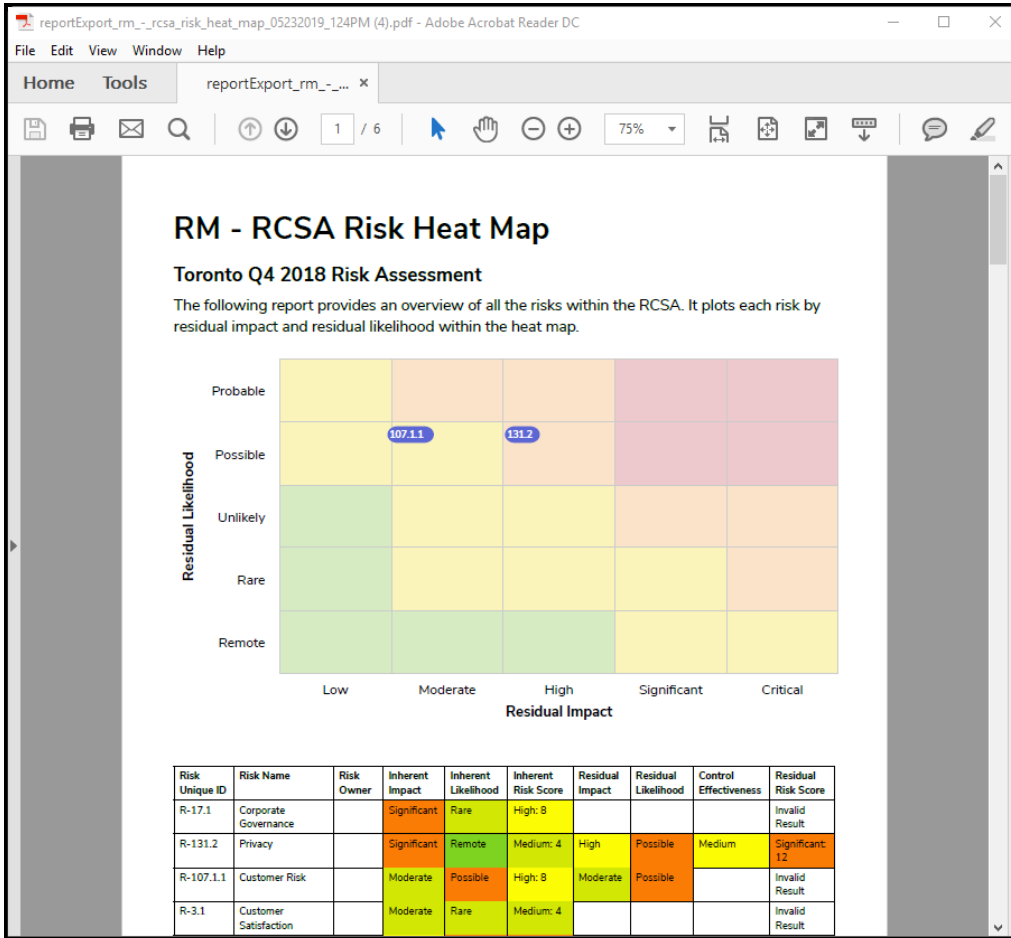 reportExport_rm_-_rcsa_risk_heat_map_05232019_124PM (4).pdf - Adobe Acrobat Reader DC
File Edit View Window Help
Home Tools reportExport_rm_-_... ×
1 / 6 75%
RM - RCSA Risk Heat Map
Toronto Q4 2018 Risk Assessment
The following report provides an overview of all the risks within the RCSA. It plots each risk by
residual impact and residual likelihood within the heat map.
Residual Likelihood
Probable
Possible 107.1.1 131.2
Unlikely
Rare
Remote
Low Moderate High Significant Critical
Residual Impact
Risk Unique ID Risk Name Risk Owner Inherent Impact Inherent Likelihood Inherent Risk Score Residual Impact Residual Likelihood Control Effectiveness Residual Risk Score
R-17.1 Corporate Governance Significant Rare High: 8 Invalid Result
R-131.2 Privacy Significant Remote Medium: 4 High Possible Medium Significant: 12
R-107.1.1 Customer Risk Moderate Possible High: 8 Moderate Possible Invalid Result
R-3.1 Customer Satisfaction Moderate Rare Medium: 4 Invalid Result